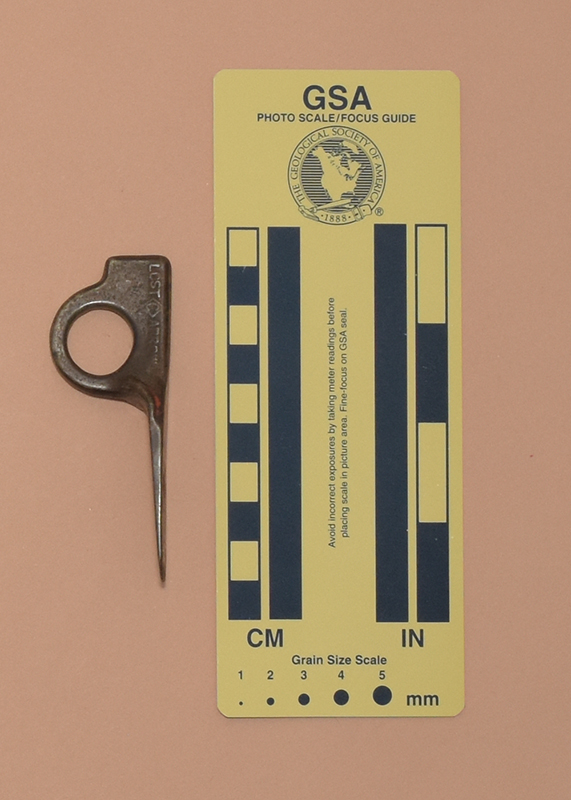 GSA
PHOTO SCALE/FOCUS GUIDE
THE GEOLOGICAL SOCIETY OF AMERICA
·1888·
®
LOST ARROW
Avoid incorrect exposures by taking meter readings before
placing scale in picture area. Fine-focus on GSA seal.
CM
IN
Grain Size Scale
1 2 3 4 5
mm